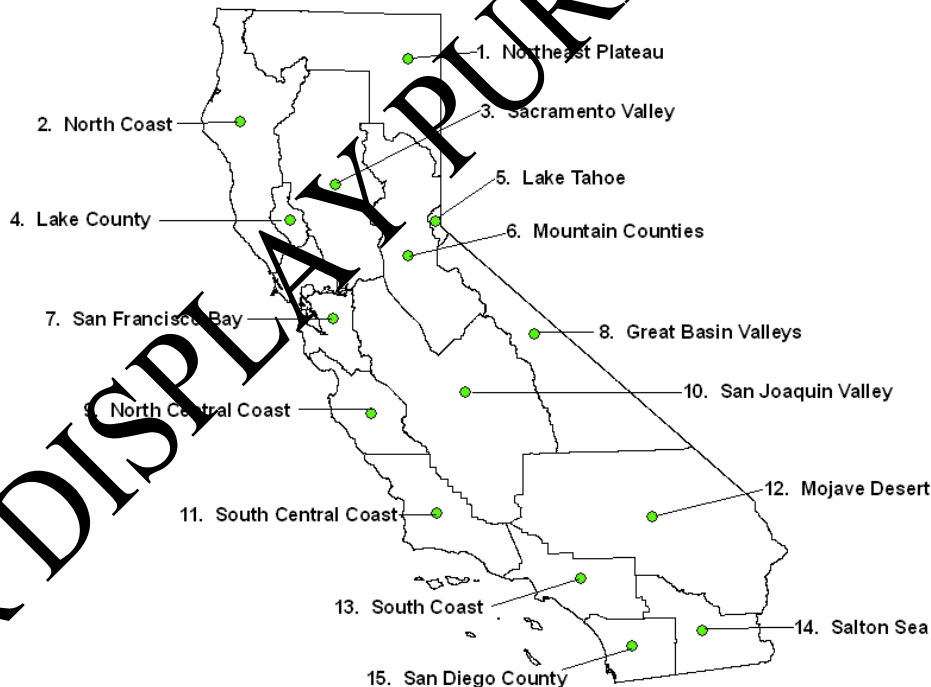 1. Northeast Plateau
2. North Coast
3. Sacramento Valley
4. Lake County
5. Lake Tahoe
6. Mountain Counties
7. San Francisco Bay
8. Great Basin Valleys
9. North Central Coast
10. San Joaquin Valley
11. South Central Coast
12. Mojave Desert
13. South Coast
14. Salton Sea
15. San Diego County
R DISPLAY PUR